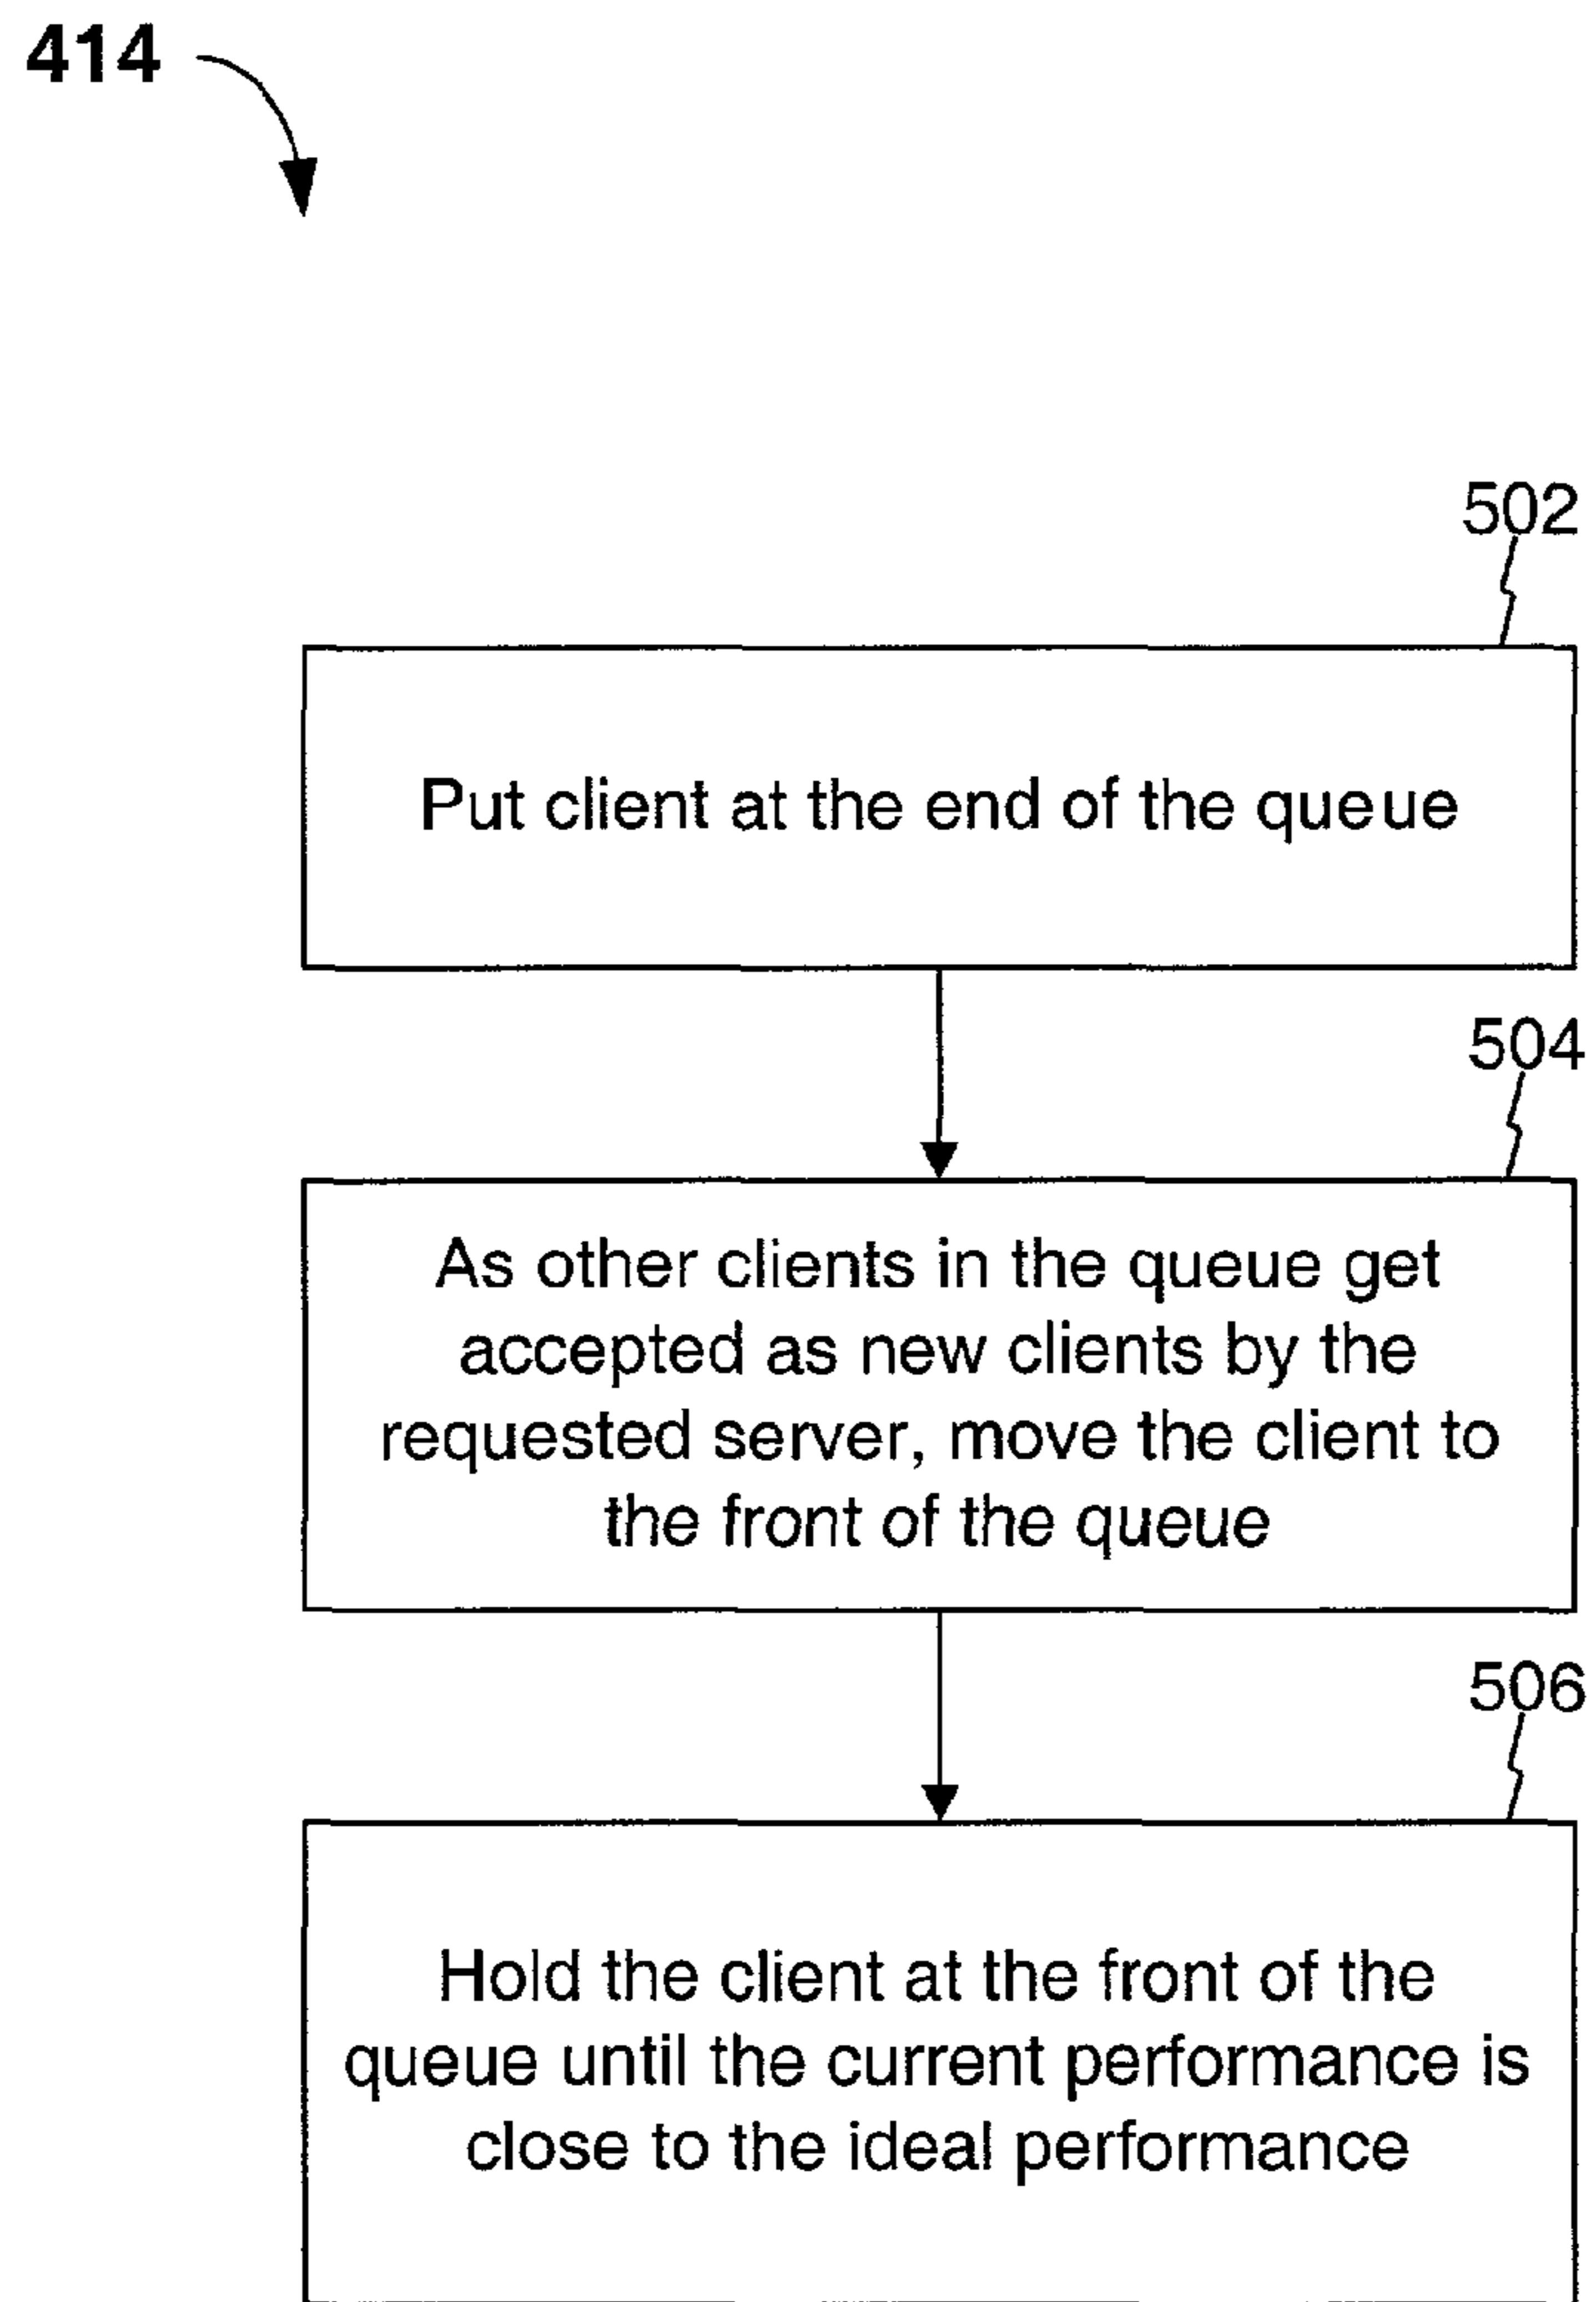 414
502
Put client at the end of the queue
504
As other clients in the queue get
accepted as new clients by the
requested server, move the client to
the front of the queue
506
Hold the client at the front of the
queue until the current performance is
close to the ideal performance